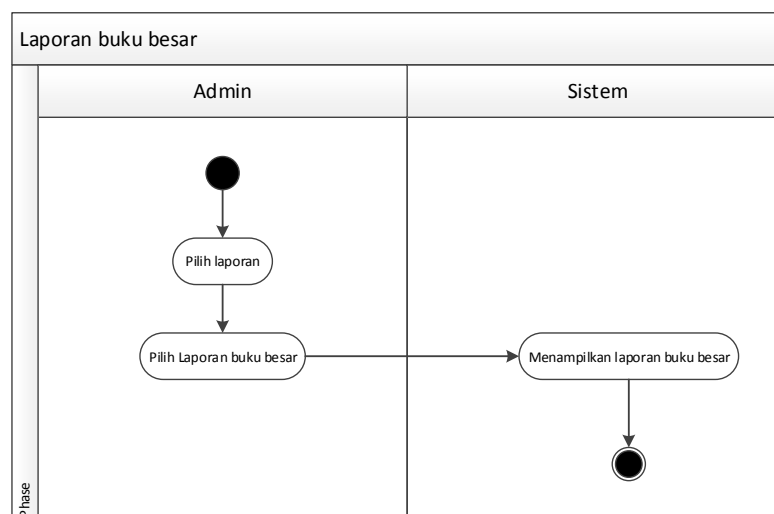 Laporan buku besar
Admin
Sistem
Pilih laporan
Pilih Laporan buku besar
Menampilkan laporan buku besar
Phase